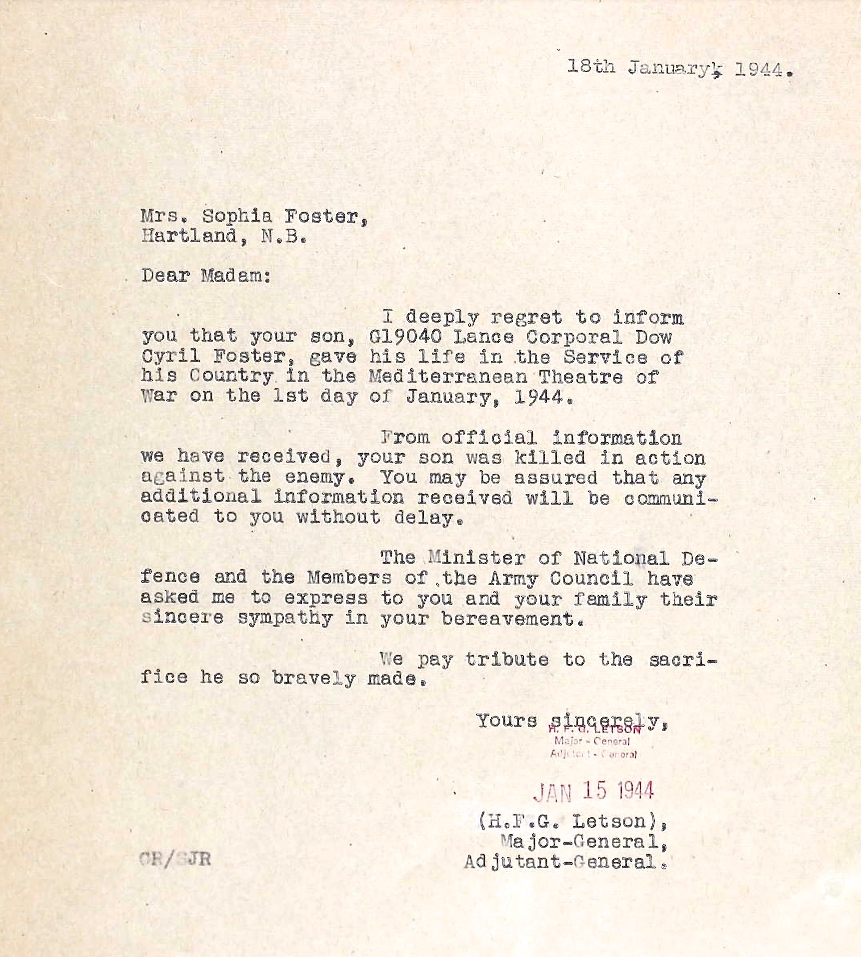 18th January, 1944.
Mrs. Sophia Foster,
Hartland, N.B.
Dear Madam:
I deeply regret to inform
you that your son, G19040 Lance Corporal Dow
Cyril Foster, gave his life in the Service of
his Country in the Mediterranean Theatre of
War on the 1st day of January, 1944.
From official information
we have received, your son was killed in action
against the enemy. You may be assured that any
additional information received will be communi-
cated to you without delay.
The Minister of National De-
fence and the Members of the Army Council have
asked me to express to you and your family their
sincere sympathy in your bereavement.
We pay tribute to the sacri-
fice he so bravely made.
Yours sincerely,
H. F. G. LETSON
Major - General
Adjutant - General
JAN 15 1944
(H.F.G. Letson),
Major-General,
Adjutant-General.
CR/SJR